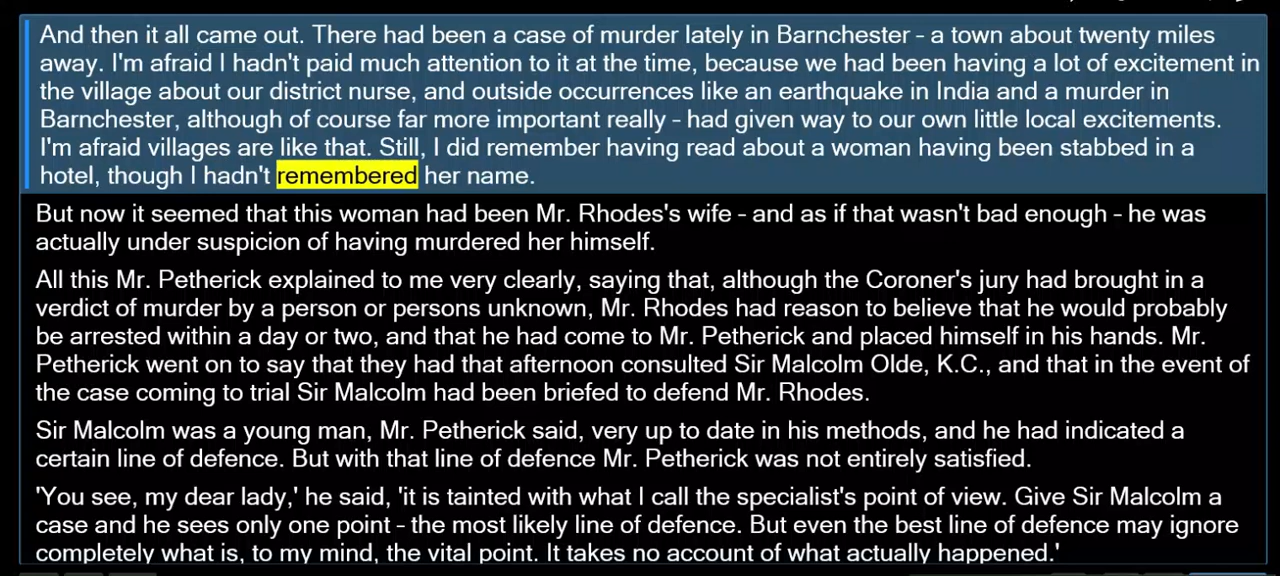 And then it all came out. There had been a case of murder lately in Barnchester - a town about twenty miles
away. I'm afraid I hadn't paid much attention to it at the time, because we had been having a lot of excitement in
the village about our district nurse, and outside occurrences like an earthquake in India and a murder in
Barnchester, although of course far more important really - had given way to our own little local excitements.
I'm afraid villages are like that. Still, I did remember having read about a woman having been stabbed in a
hotel, though I hadn't remembered her name.
But now it seemed that this woman had been Mr. Rhodes's wife - and as if that wasn't bad enough - he was
actually under suspicion of having murdered her himself.
All this Mr. Petherick explained to me very clearly, saying that, although the Coroner's jury had brought in a
verdict of murder by a person or persons unknown, Mr. Rhodes had reason to believe that he would probably
be arrested within a day or two, and that he had come to Mr. Petherick and placed himself in his hands. Mr.
Petherick went on to say that they had that afternoon consulted Sir Malcolm Olde, K.C., and that in the event of
the case coming to trial Sir Malcolm had been briefed to defend Mr. Rhodes.
Sir Malcolm was a young man, Mr. Petherick said, very up to date in his methods, and he had indicated a
certain line of defence. But with that line of defence Mr. Petherick was not entirely satisfied.
'You see, my dear lady,' he said, 'it is tainted with what I call the specialist's point of view. Give Sir Malcolm a
case and he sees only one point - the most likely line of defence. But even the best line of defence may ignore
completely what is, to my mind, the vital point. It takes no account of what actually happened.'